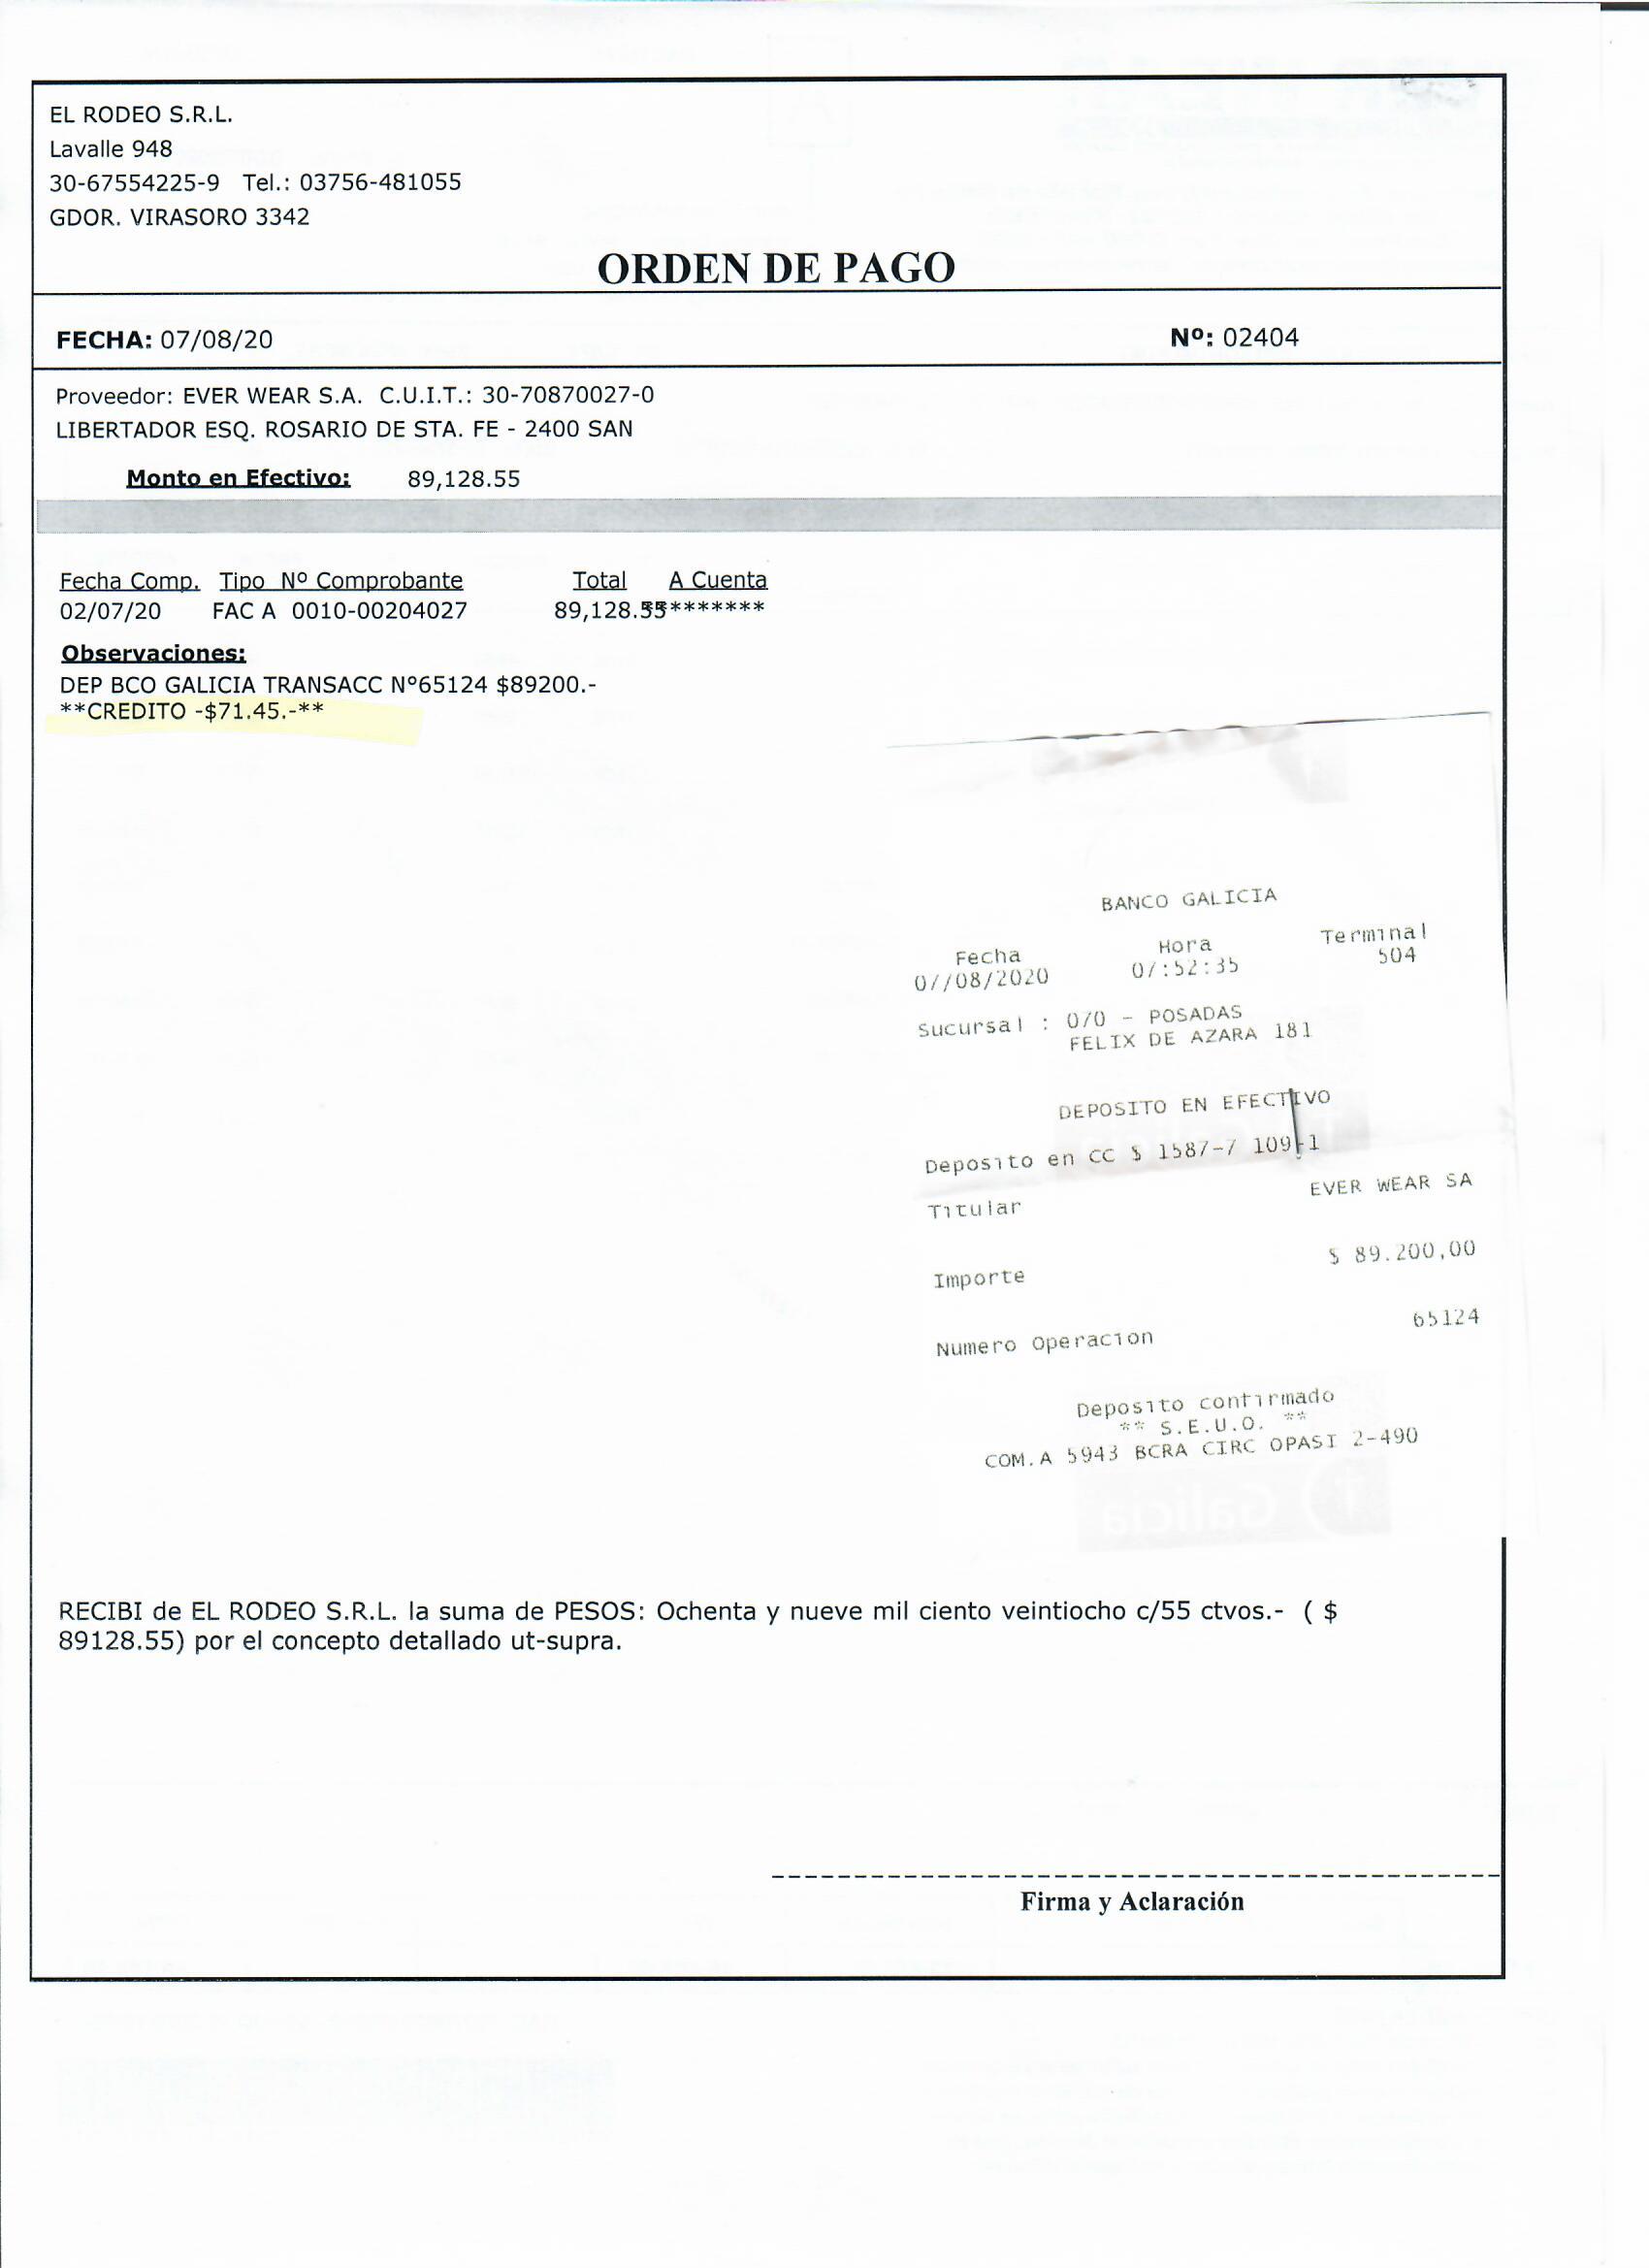 EL RODEO S.R.L.
Lavalle 948
30-67554225-9 Tel.: 03756-481055
GDOR. VIRASORO 3342
ORDEN DE PAGO
FECHA: 07/08/20 Nº: 02404
Proveedor: EVER WEAR S.A. C.U.I.T.: 30-70870027-0
LIBERTADOR ESQ. ROSARIO DE STA. FE - 2400 SAN
Monto en Efectivo: 89,128.55
Fecha Comp. Tipo Nº Comprobante Total A Cuenta
02/07/20 FAC A 0010-00204027 89,128.55********
Observaciones:
DEP BCO GALICIA TRANSACC N°65124 $89200.-
**CREDITO -$71.45.-**
BANCO GALICIA
Fecha Hora Terminal
07/08/2020 07:52:35 504
Sucursal : 070 - POSADAS
FELIX DE AZARA 181
DEPOSITO EN EFECTIVO
Deposito en CC $ 1587-7 109-1
Titular EVER WEAR SA
Importe $ 89.200,00
Numero Operacion 65124
Deposito confirmado
** S.E.U.O. **
COM.A 5943 BCRA CIRC OPASI 2-490
Galicia
RECIBI de EL RODEO S.R.L. la suma de PESOS: Ochenta y nueve mil ciento veintiocho c/55 ctvos.- ( $
89128.55) por el concepto detallado ut-supra.
Firma y Aclaración